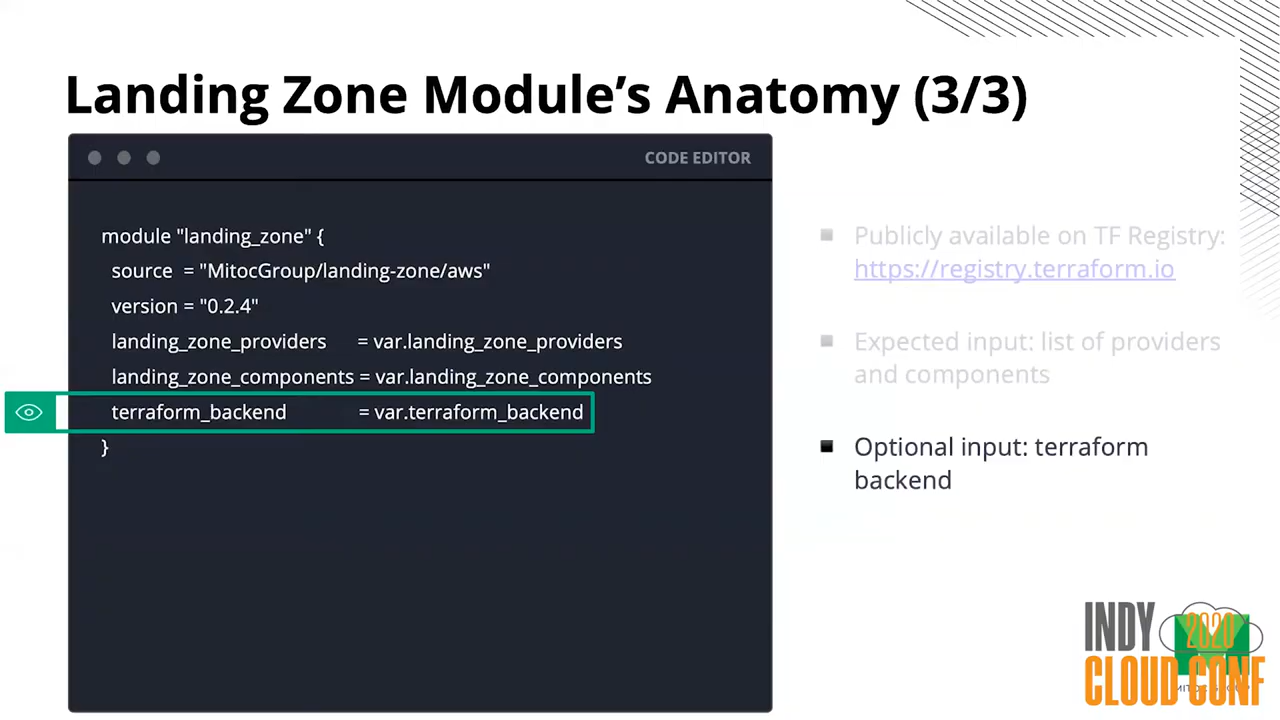 Landing Zone Module’s Anatomy (3/3)
CODE EDITOR
module "landing_zone" {
source = "MitocGroup/landing-zone/aws"
version = "0.2.4"
landing_zone_providers = var.landing_zone_providers
landing_zone_components = var.landing_zone_components
terraform_backend = var.terraform_backend
}
Publicly available on TF Registry:
https://registry.terraform.io
Expected input: list of providers
and components
Optional input: terraform
backend
INDY 2020
CLOUD CONF